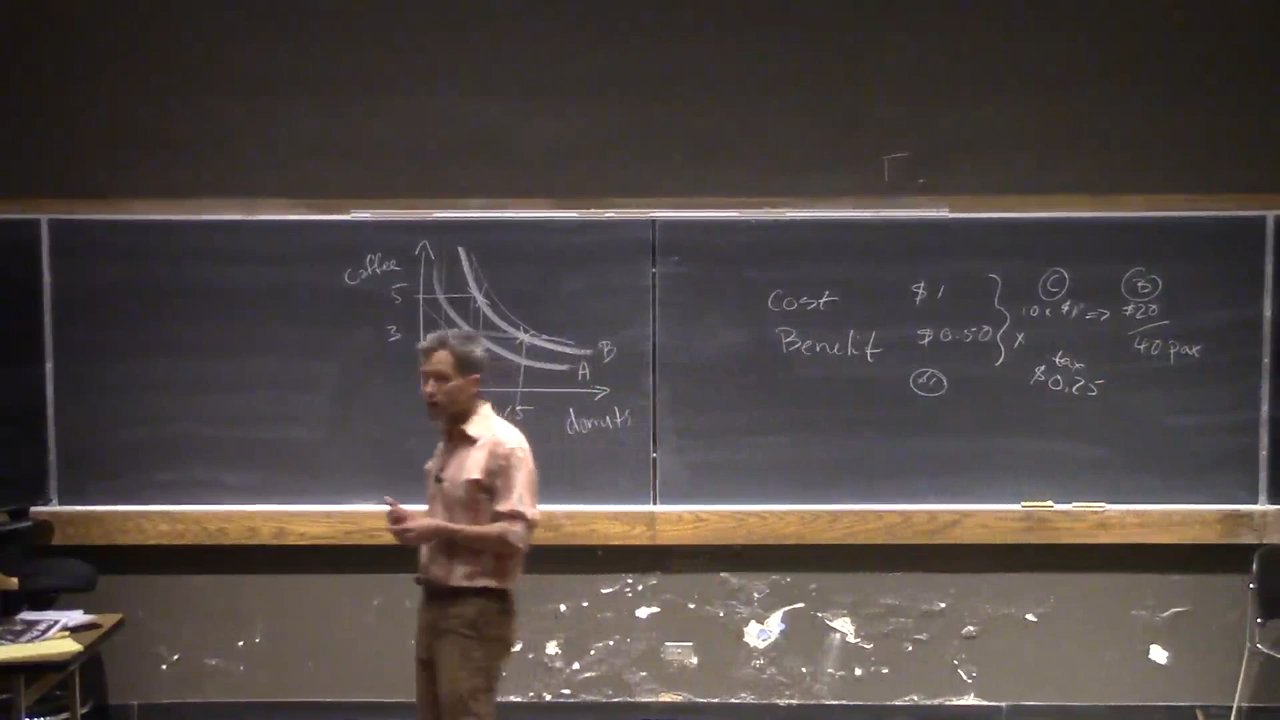 Coffee
5
3
B
A
donuts
Cost $1
Benefit $0.50
C B
10 x $1 => $20
x 40 pax
tax
$0.25